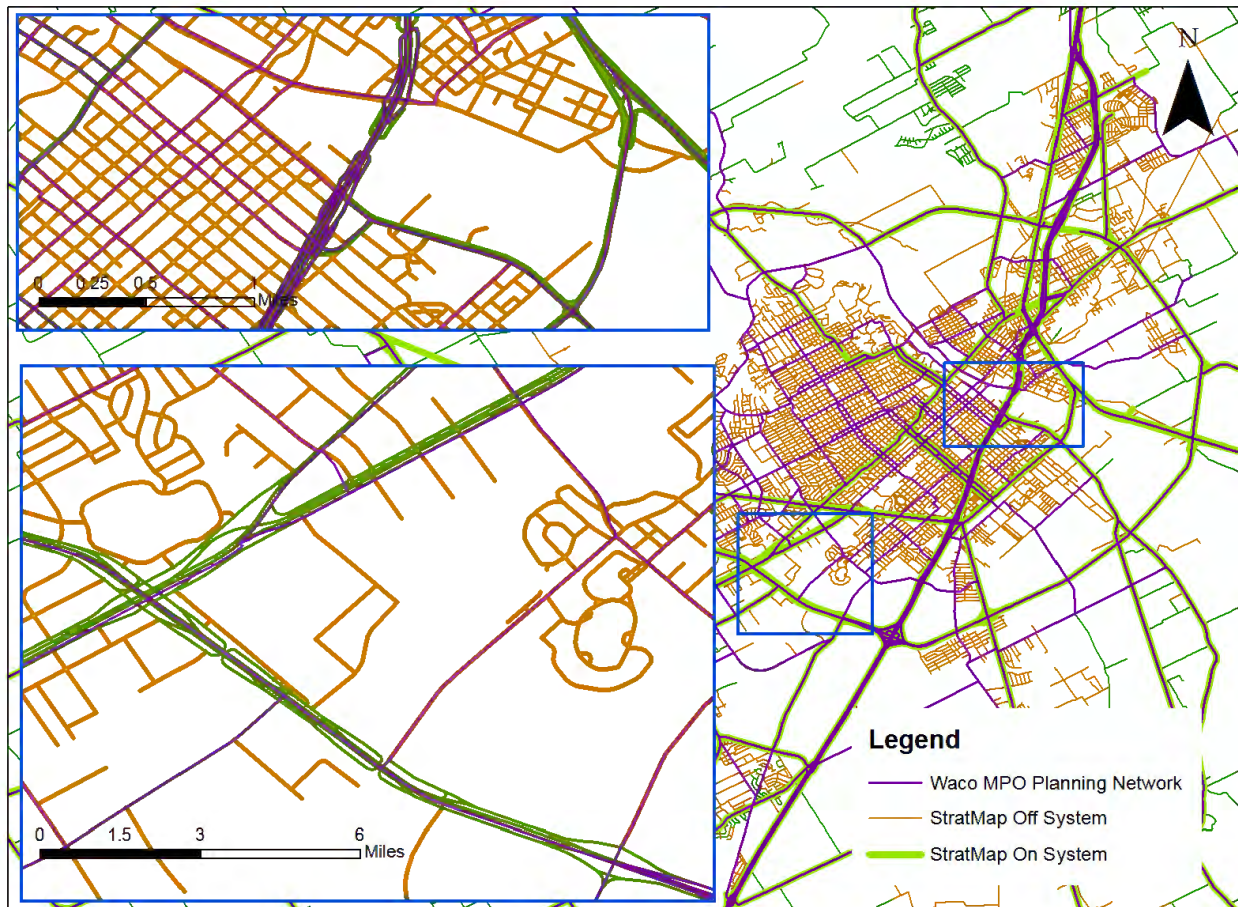 N
0 0.25 0.5 1
Miles
0 1.5 3 6
Miles
Legend
Waco MPO Planning Network
StratMap Off System
StratMap On System